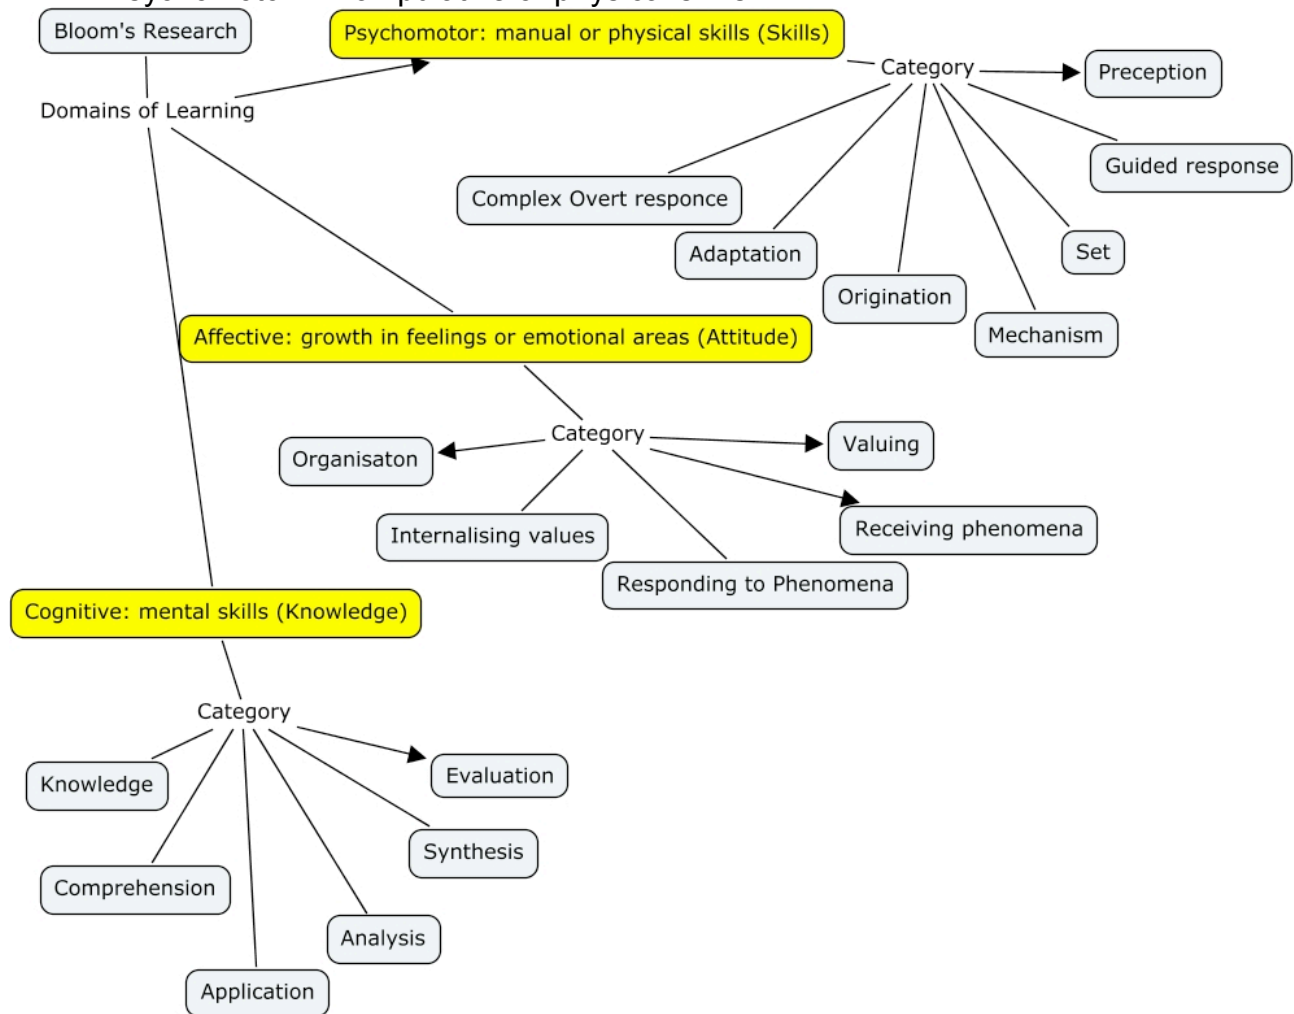 Bloom's Research
Psychomotor: manual or physical skills (Skills)
Category
Preception
Domains of Learning
Guided response
Complex Overt responce
Adaptation
Set
Origination
Mechanism
Affective: growth in feelings or emotional areas (Attitude)
Category
Organisaton
Valuing
Internalising values
Receiving phenomena
Responding to Phenomena
Cognitive: mental skills (Knowledge)
Category
Knowledge
Evaluation
Synthesis
Comprehension
Analysis
Application